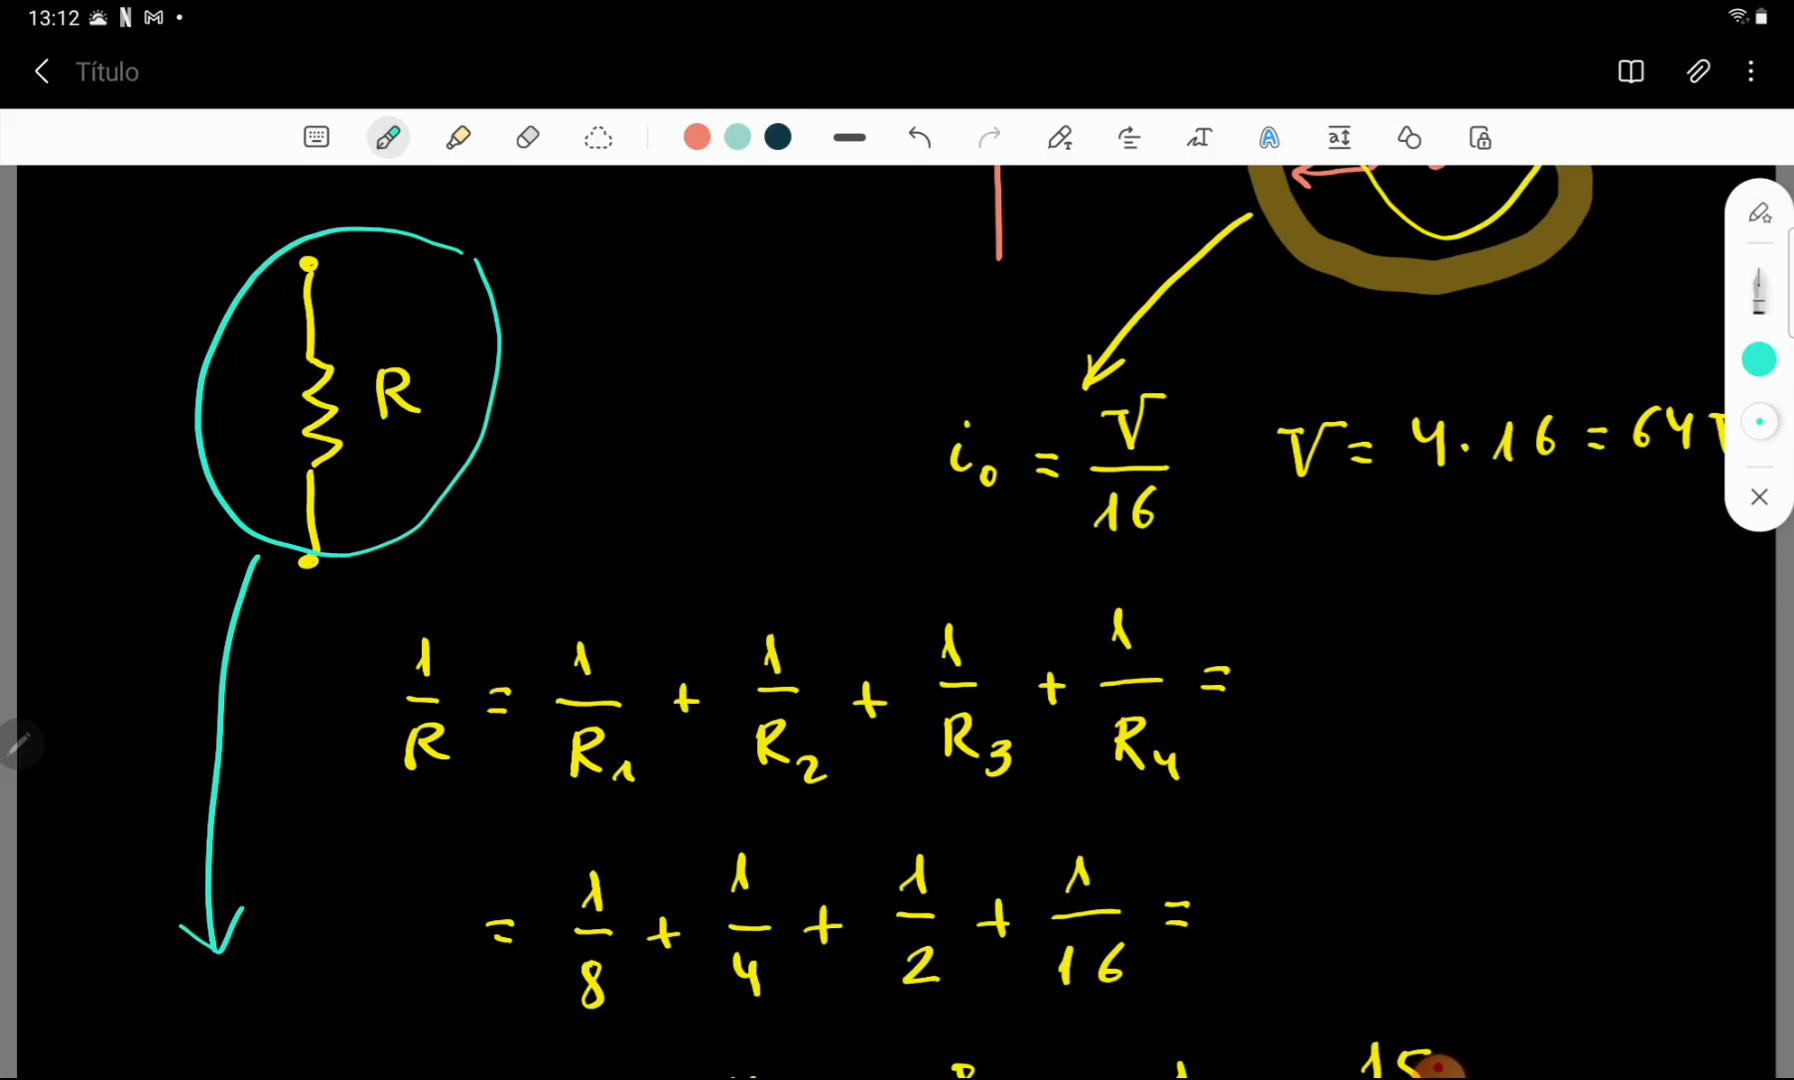 13:12
Título
R
i₀ = V/16    V = 4 · 16 = 64
1/R = 1/R₁ + 1/R₂ + 1/R₃ + 1/R₄ =
= 1/8 + 1/4 + 1/2 + 1/16 =
15